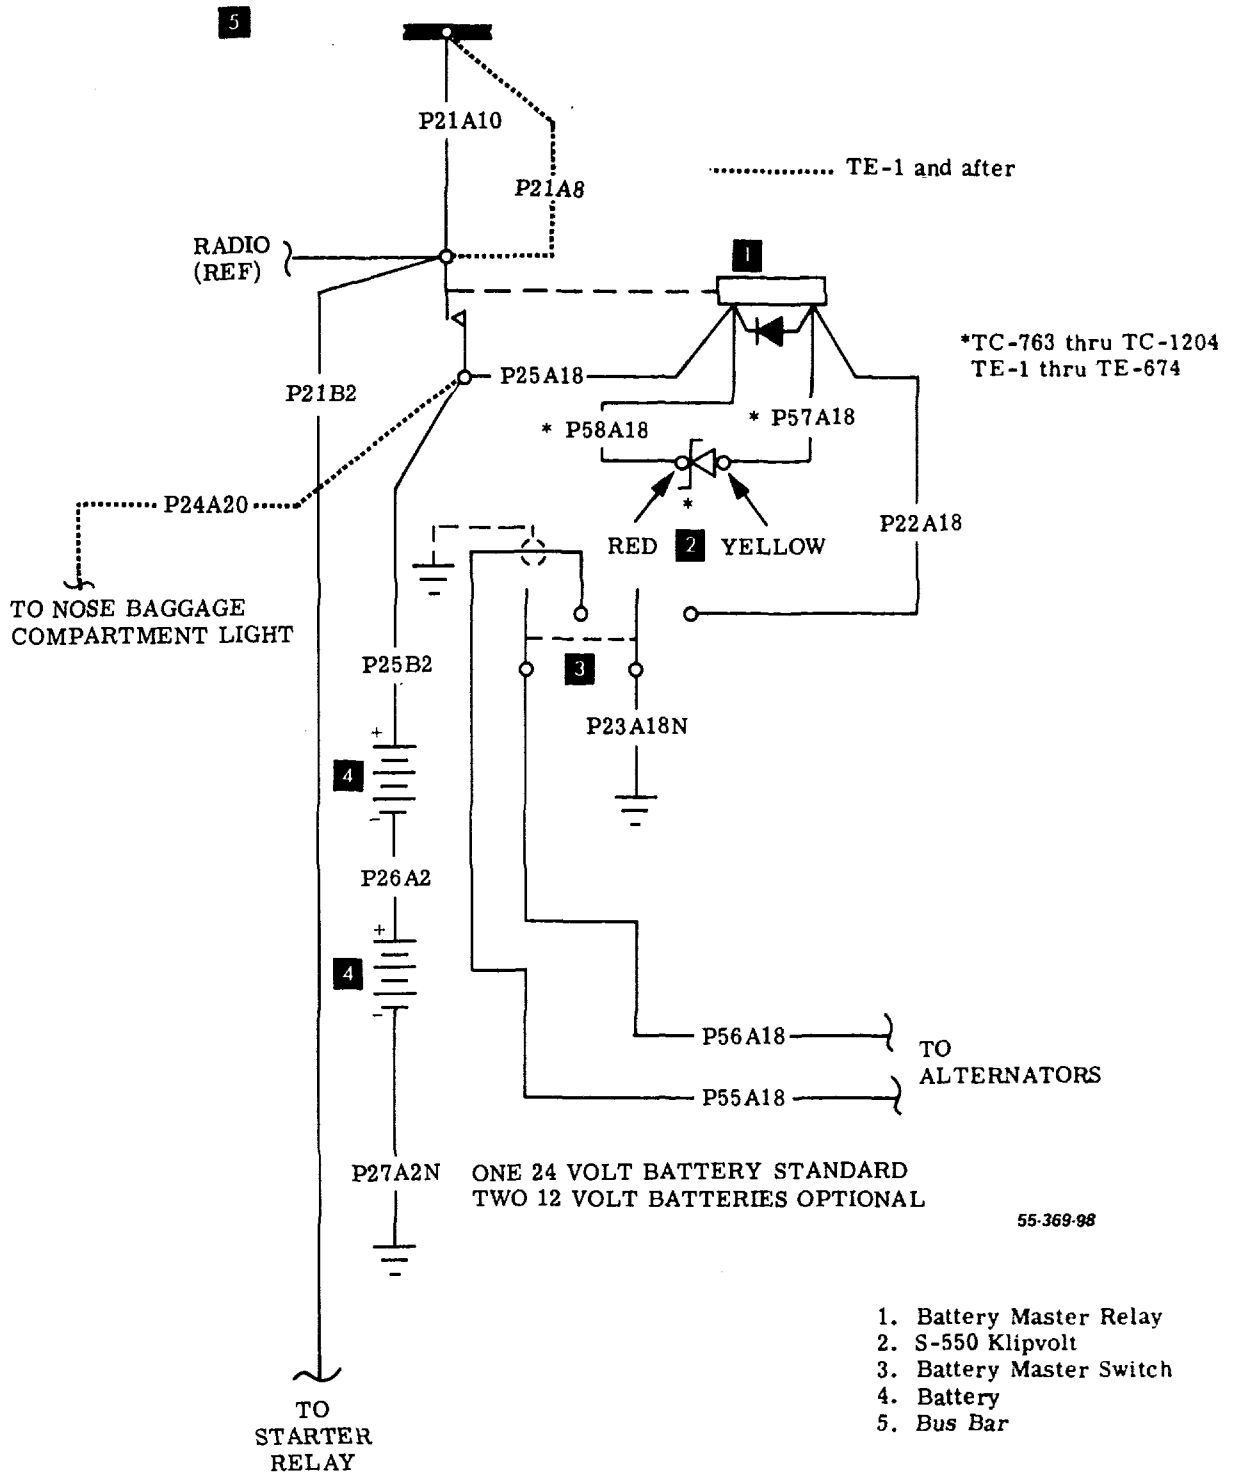 5
P21A10
P21A8
TE-1 and after
RADIO
(REF)
1
*TC-763 thru TC-1204
TE-1 thru TE-674
P25A18
P21B2
* P58A18
* P57A18
*
P24A20
P22A18
RED 2 YELLOW
TO NOSE BAGGAGE
COMPARTMENT LIGHT
P25B2
3
P23A18N
+
4
-
P26A2
+
4
-
P56A18
TO
ALTERNATORS
P55A18
P27A2N
ONE 24 VOLT BATTERY STANDARD
TWO 12 VOLT BATTERIES OPTIONAL
55-369-98
1. Battery Master Relay
2. S-550 Klipvolt
3. Battery Master Switch
4. Battery
5. Bus Bar
TO
STARTER
RELAY